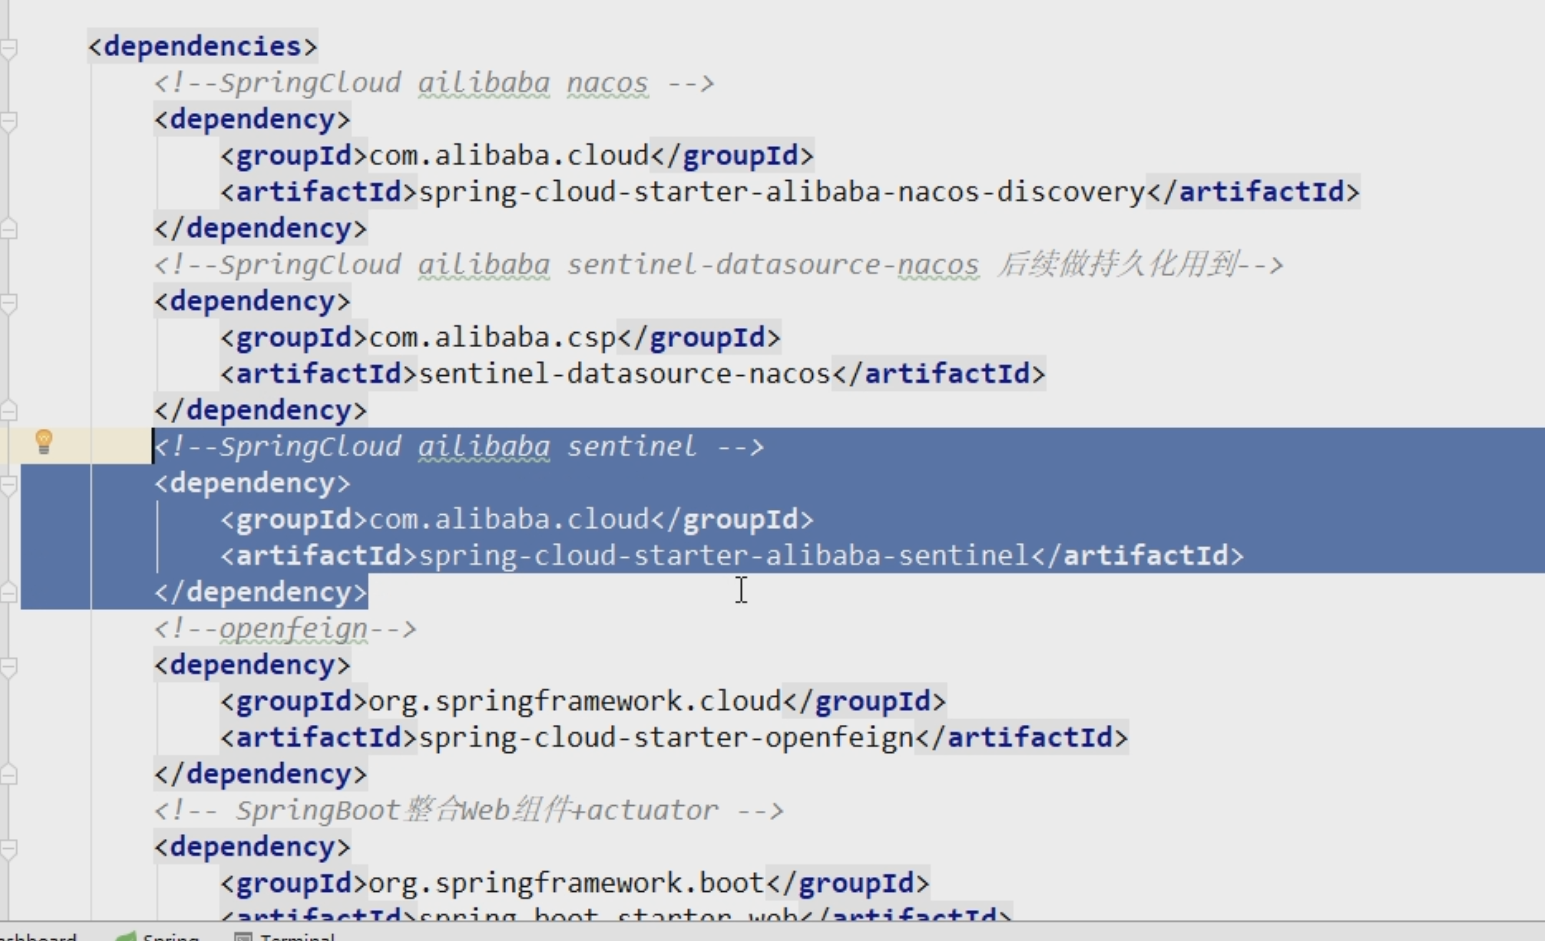 <dependencies>
<!--SpringCloud ailibaba nacos -->
<dependency>
<groupId>com.alibaba.cloud</groupId>
<artifactId>spring-cloud-starter-alibaba-nacos-discovery</artifactId>
</dependency>
<!--SpringCloud ailibaba sentinel-datasource-nacos 后续做持久化用到-->
<dependency>
<groupId>com.alibaba.csp</groupId>
<artifactId>sentinel-datasource-nacos</artifactId>
</dependency>
<!--SpringCloud ailibaba sentinel -->
<dependency>
<groupId>com.alibaba.cloud</groupId>
<artifactId>spring-cloud-starter-alibaba-sentinel</artifactId>
</dependency>
<!--openfeign-->
<dependency>
<groupId>org.springframework.cloud</groupId>
<artifactId>spring-cloud-starter-openfeign</artifactId>
</dependency>
<!-- SpringBoot整合Web组件+actuator -->
<dependency>
<groupId>org.springframework.boot</groupId>
<artifactId>spring-boot-starter-web</artifactId>
Spring Terminal